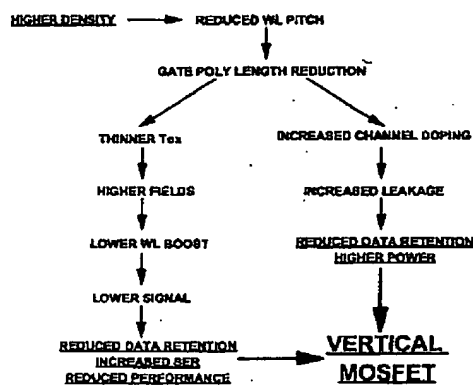 HIGHER DENSITY
REDUCED WL PITCH
GATE POLY LENGTH REDUCTION
THINNER Tox
INCREASED CHANNEL DOPING
HIGHER FIELDS
INCREASED LEAKAGE
LOWER WL BOOST
REDUCED DATA RETENTION
HIGHER POWER
LOWER SIGNAL
REDUCED DATA RETENTION
INCREASED SER
REDUCED PERFORMANCE
VERTICAL
MOSFET